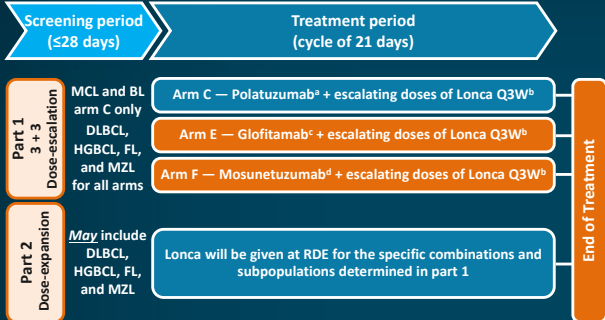 Screening period
(≤28 days)
Treatment period
(cycle of 21 days)
Part 1
3 + 3
Dose-escalation
MCL and BL
arm C only
DLBCL,
HGBCL, FL,
and MZL
for all arms
Arm C — Polatuzumabᵃ + escalating doses of Lonca Q3Wᵇ
Arm E — Glofitamabᶜ + escalating doses of Lonca Q3Wᵇ
Arm F — Mosunetuzumabᵈ + escalating doses of Lonca Q3Wᵇ
Part 2
Dose-expansion
May include
DLBCL,
HGBCL, FL,
and MZL
Lonca will be given at RDE for the specific combinations and
subpopulations determined in part 1
End of Treatment